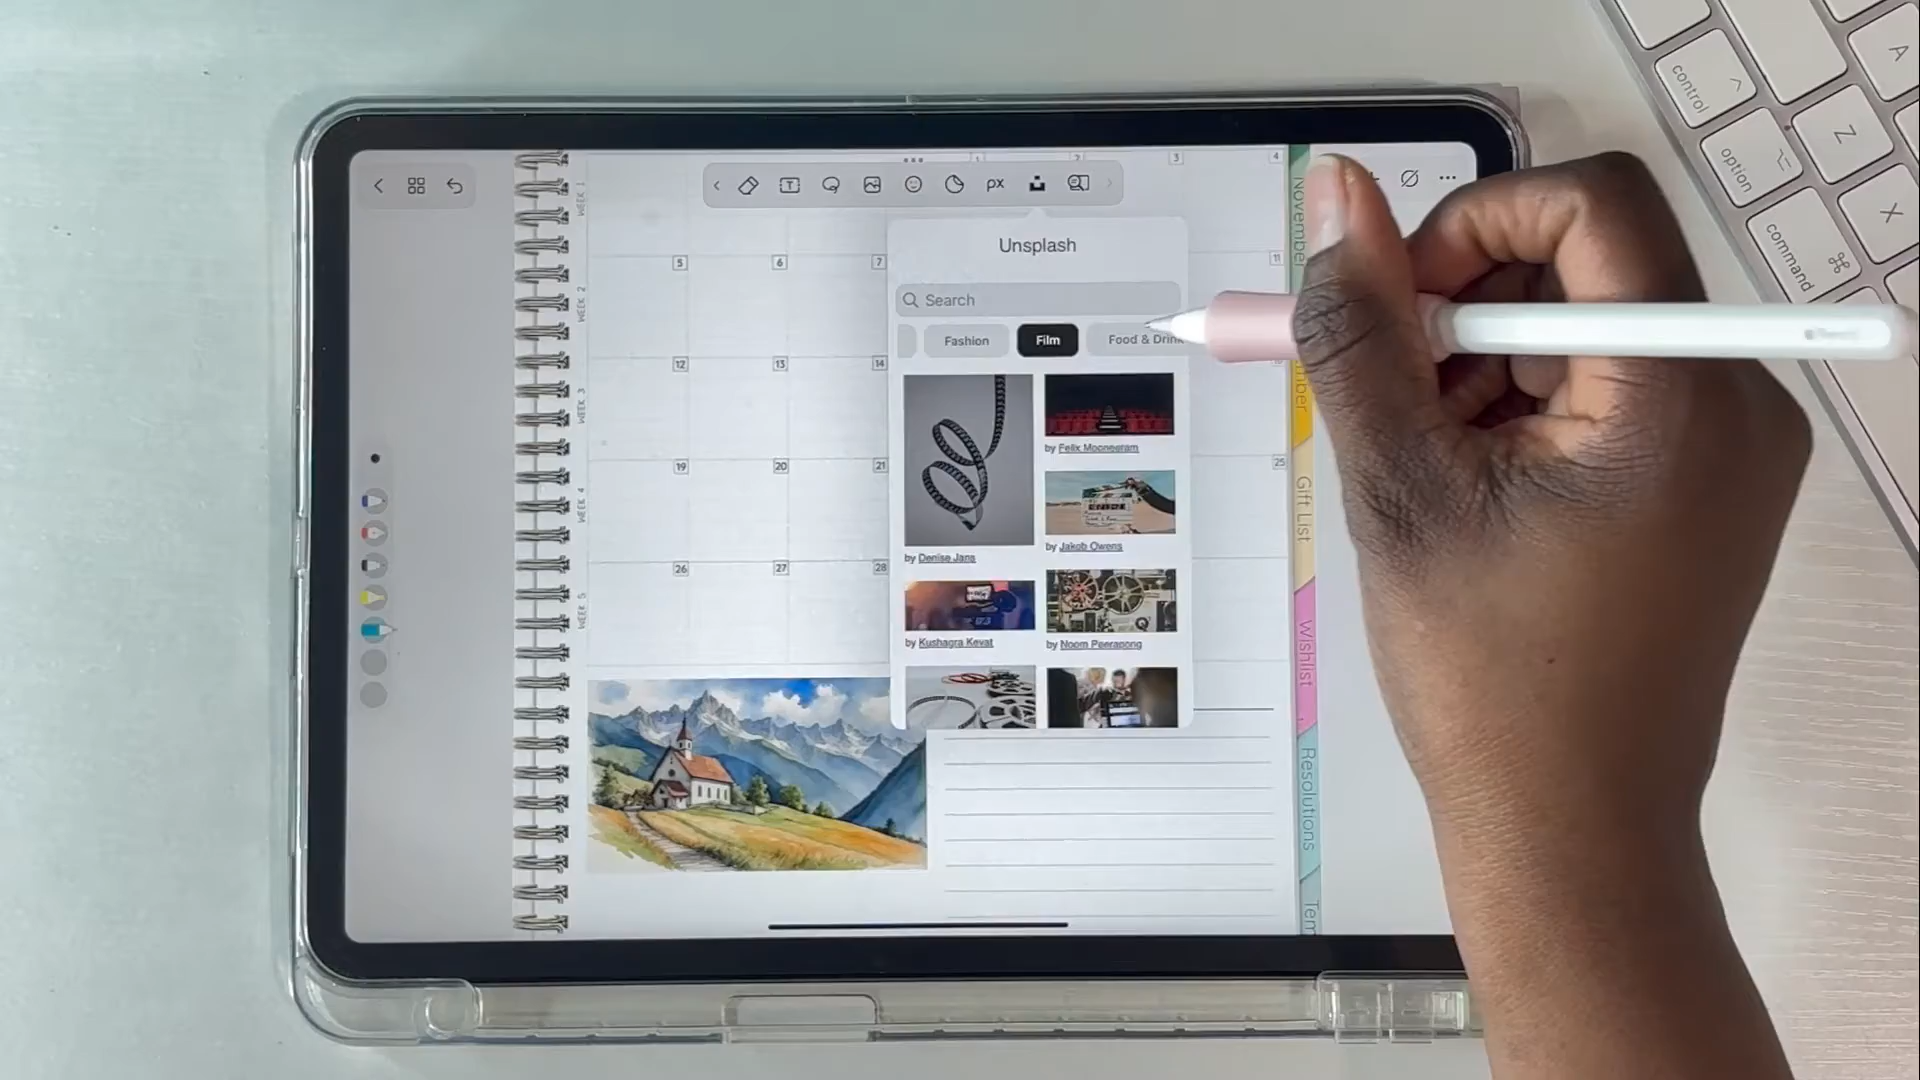 1
2
3
4
WEEK 1
T
px
Unsplash
Search
Fashion
Film
Food & Drink
by Felix Mooneeram
by Jakob Owens
by Denise Jans
by Kushagra Kevat
by Noom Peerapong
5
6
7
11
WEEK 2
12
13
14
WEEK 3
19
20
21
25
WEEK 4
26
27
28
WEEK 5
November
Gift List
Wishlist
Resolutions
control
option
command
A
Z
X